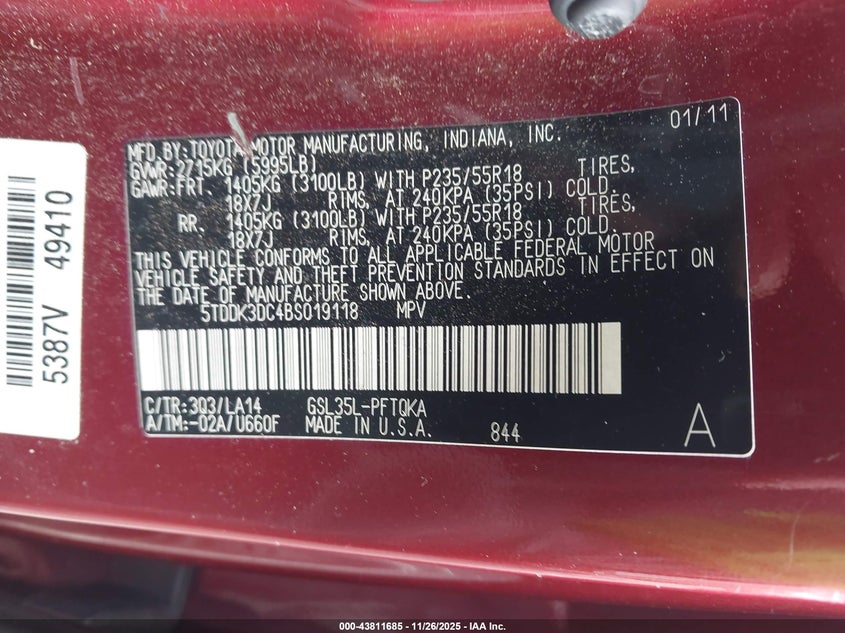 5387V 49410
01/11
MFD.BY:TOYOTA MOTOR MANUFACTURING, INDIANA, INC.
GVWR:2715KG (5995LB)
GAWR:FRT. 1405KG (3100LB) WITH P235/55R18 TIRES,
18X7J RIMS, AT 240KPA (35PSI) COLD.
RR. 1405KG (3100LB) WITH P235/55R18 TIRES,
18X7J RIMS, AT 240KPA (35PSI) COLD.
THIS VEHICLE CONFORMS TO ALL APPLICABLE FEDERAL MOTOR
VEHICLE SAFETY AND THEFT PREVENTION STANDARDS IN EFFECT ON
THE DATE OF MANUFACTURE SHOWN ABOVE.
5TDDK3DC4BS019118 MPV
C/TR:3Q3/LA14 GSL35L-PFTQKA
A/TM:-02A/U660F MADE IN U.S.A. 844 A
000-43811685 - 11/26/2025 - IAA Inc.